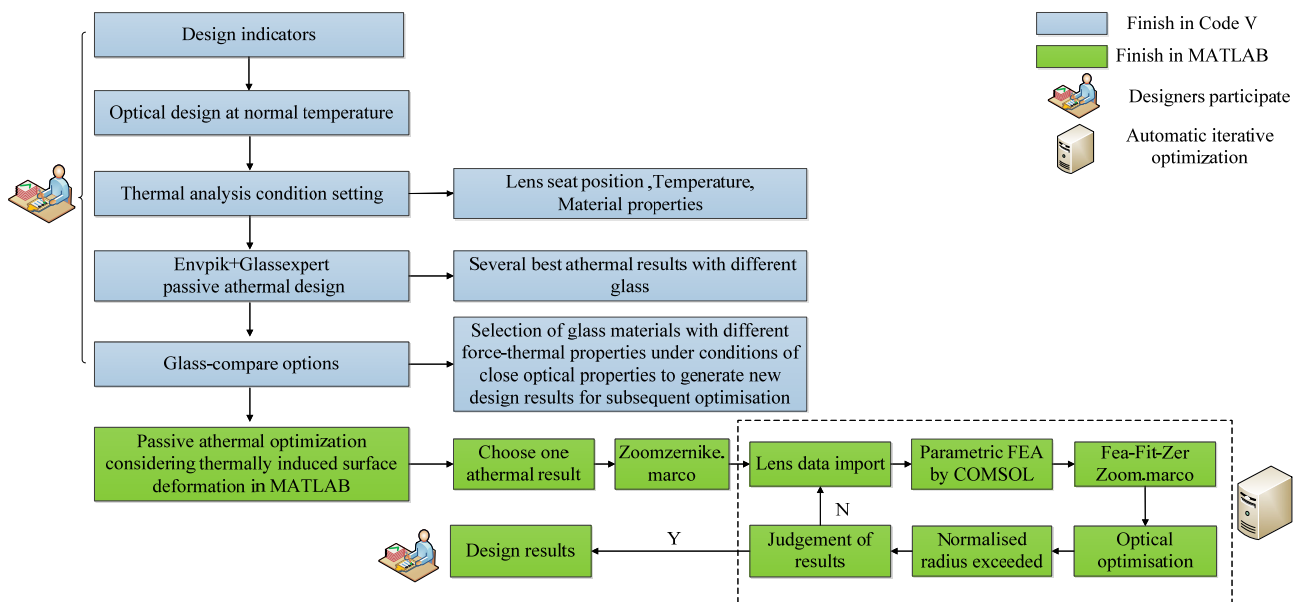 Design indicators
Optical design at normal temperature
Thermal analysis condition setting
Lens seat position ,Temperature,
Material properties
Envpik+Glassexpert
passive athermal design
Several best athermal results with different
glass
Glass-compare options
Selection of glass materials with different
force-thermal properties under conditions of
close optical properties to generate new
design results for subsequent optimisation
Passive athermal optimization
considering thermally induced surface
deformation in MATLAB
Choose one
athermal result
Zoomzernike.
marco
Lens data import
Parametric FEA
by COMSOL
Fea-Fit-Zer
Zoom.marco
Optical
optimisation
Normalised
radius exceeded
Judgement of
results
N
Y
Design results
Finish in Code V
Finish in MATLAB
Designers participate
Automatic iterative
optimization